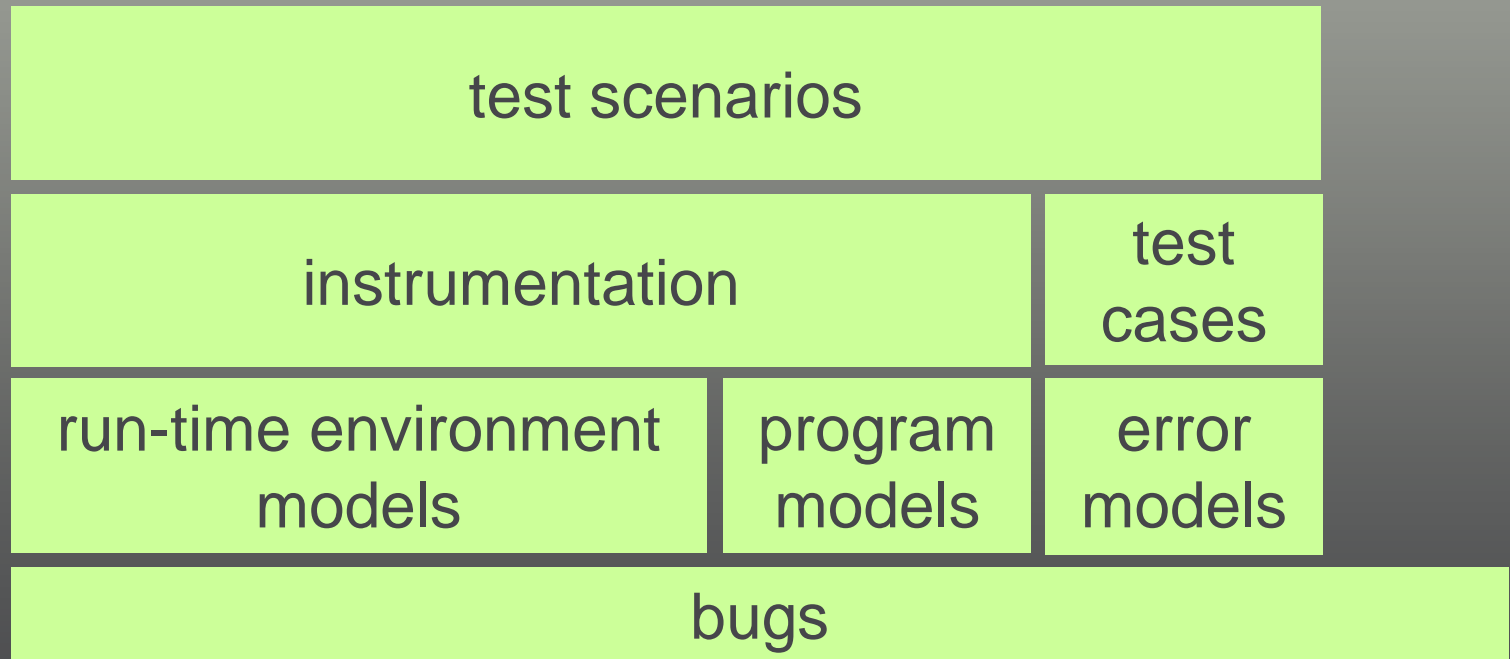 test scenarios
instrumentation
test
cases
run-time environment
models
program
models
error
models
bugs